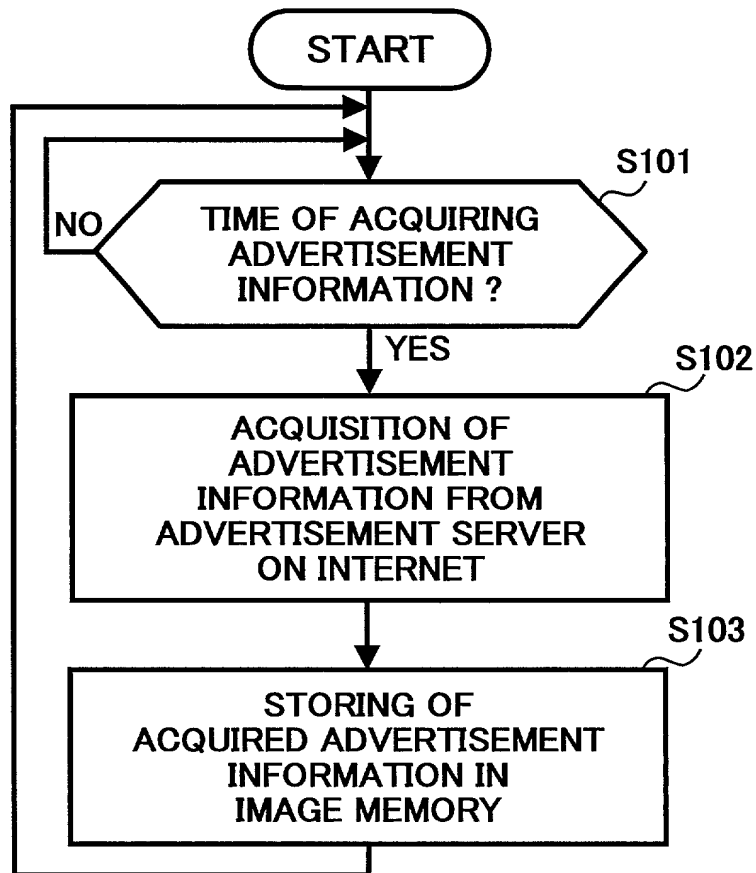 START
S101
NO
TIME OF ACQUIRING
ADVERTISEMENT
INFORMATION ?
YES
S102
ACQUISITION OF
ADVERTISEMENT
INFORMATION FROM
ADVERTISEMENT SERVER
ON INTERNET
S103
STORING OF
ACQUIRED ADVERTISEMENT
INFORMATION IN
IMAGE MEMORY